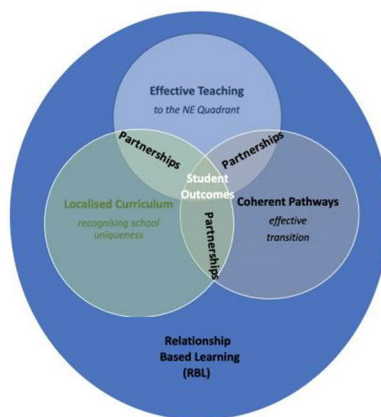 Effective Teaching
to the NE Quadrant
Partnerships
Partnerships
Student
Outcomes
Localised Curriculum
recognising school
uniqueness
Partnerships
Coherent Pathways
effective
transition
Relationship
Based Learning
(RBL)